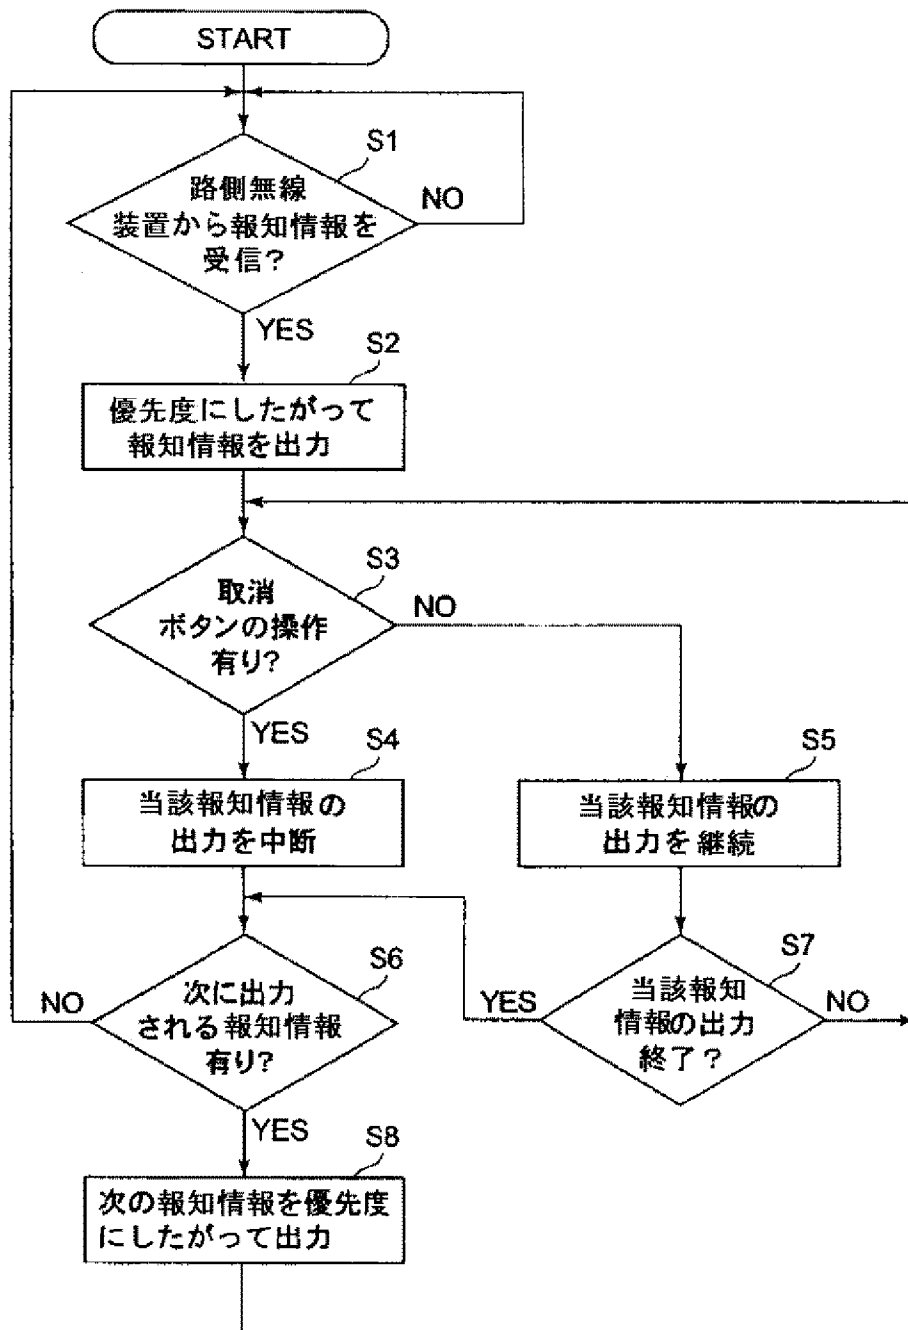 START
S1
路側無線
装置から報知情報を
受信?
NO
YES
S2
優先度にしたがって
報知情報を出力
S3
取消
ボタンの操作
有り?
NO
YES
S4
当該報知情報の
出力を中断
S5
当該報知情報の
出力を継続
S6
次に出力
される報知情報
有り?
NO
YES
S7
当該報知
情報の出力
終了?
YES
NO
S8
次の報知情報を優先度
にしたがって出力